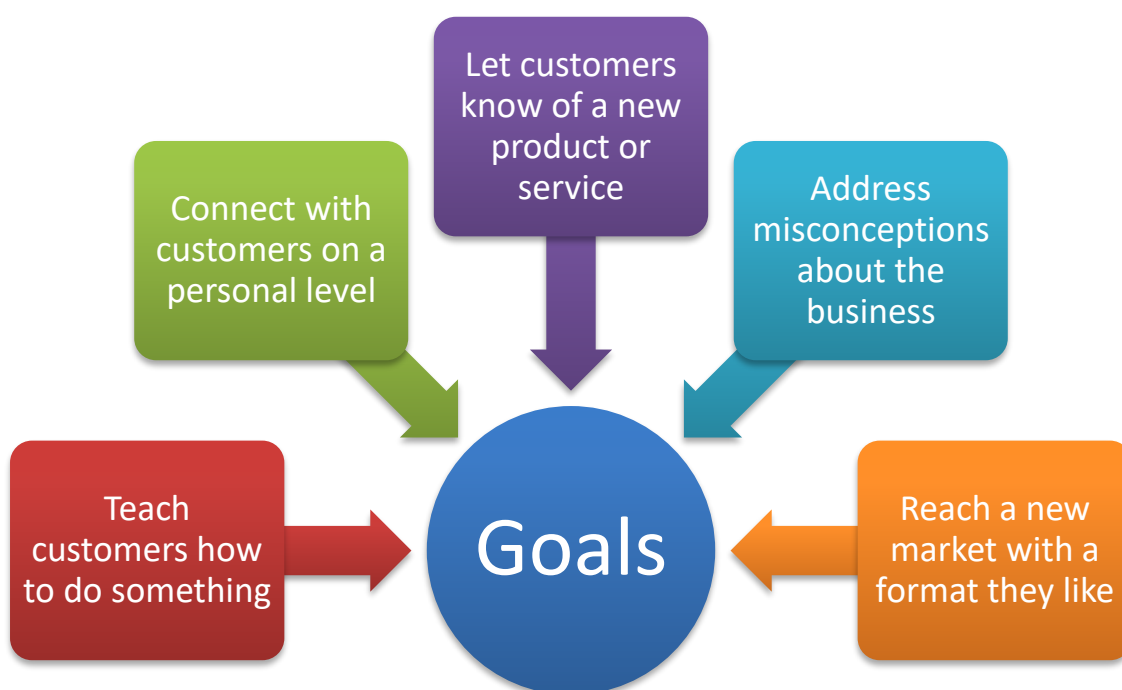 Let customers
know of a new
product or
service
Connect with
customers on a
personal level
Address
misconceptions
about the
business
Teach
customers how
to do something
Goals
Reach a new
market with a
format they like